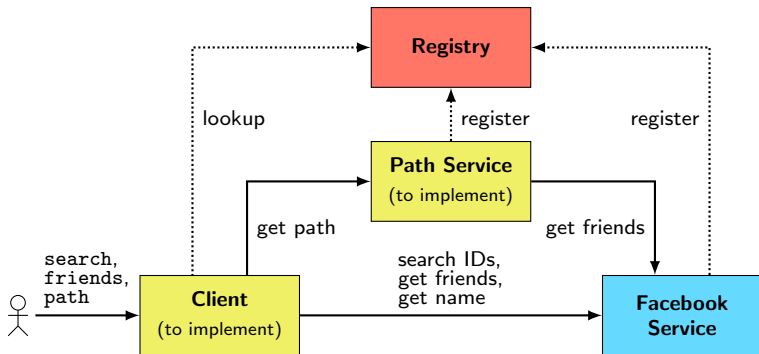 Registry
lookup
register
register
Path Service
(to implement)
get path
get friends
search IDs,
get friends,
get name
search,
friends,
path
Client
(to implement)
Facebook
Service